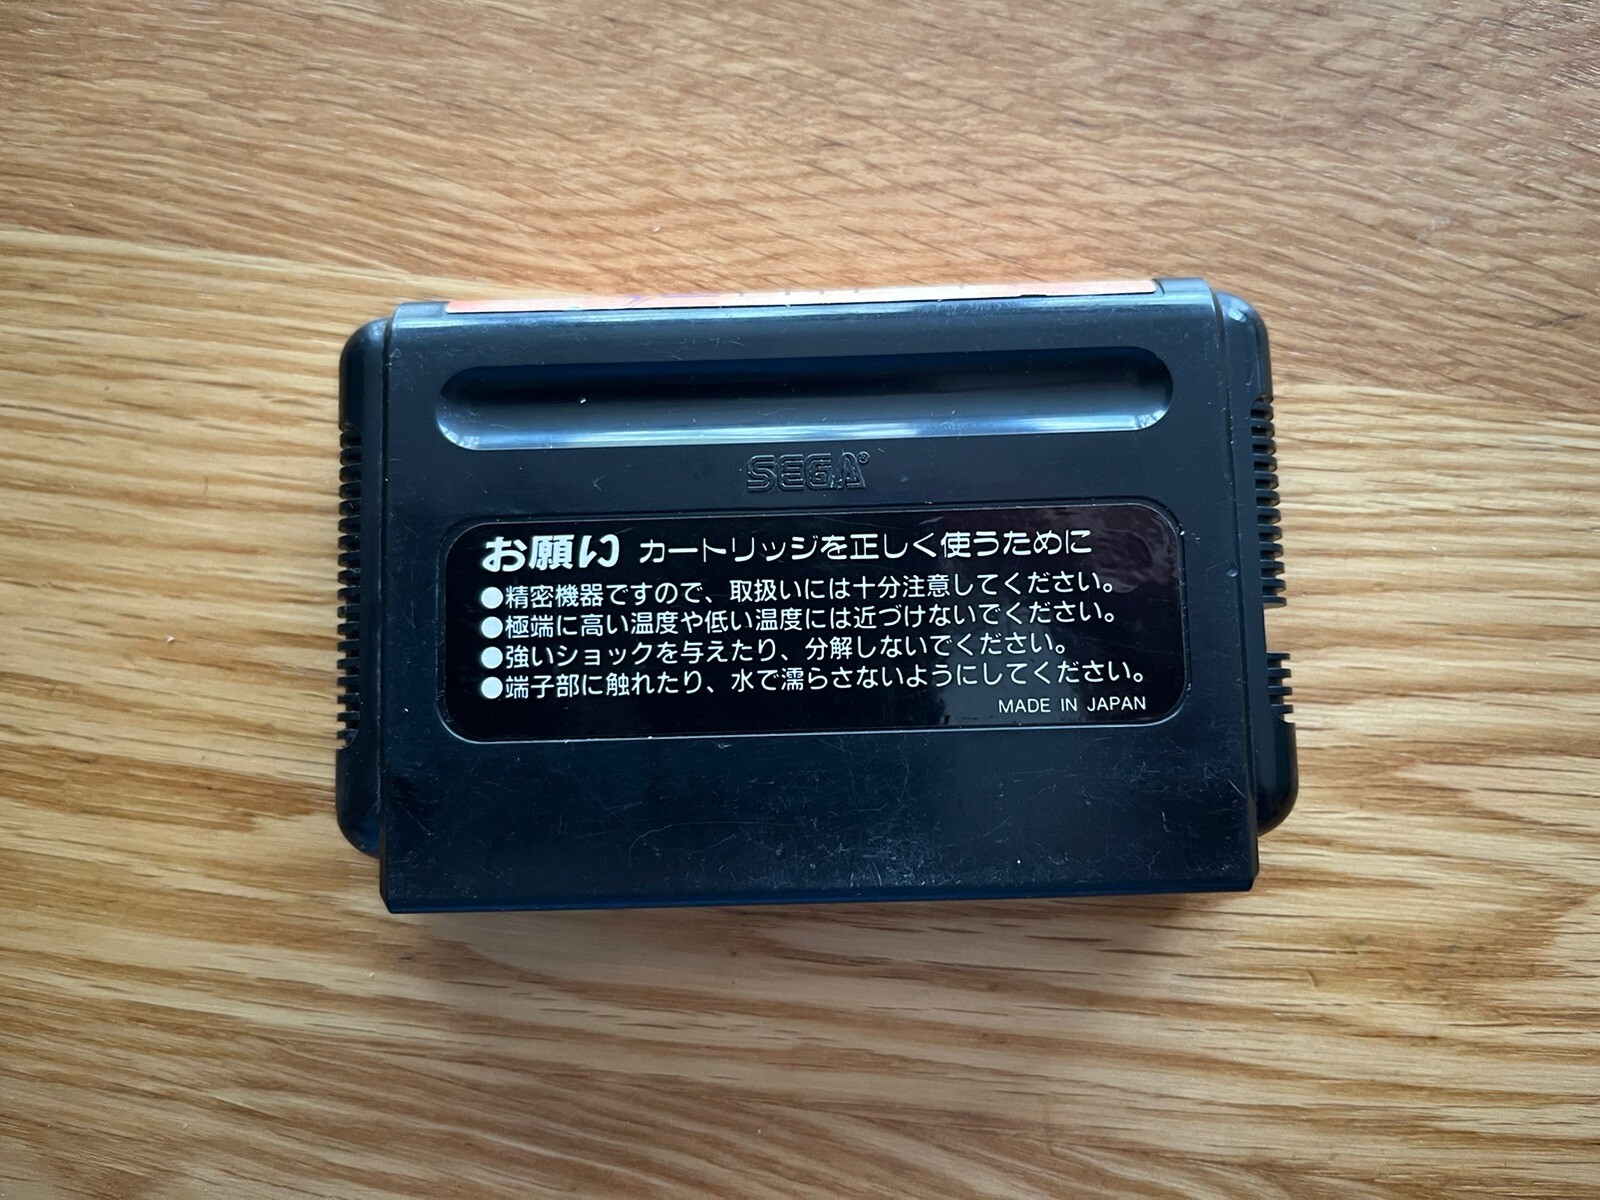 SEGA®
お願い カートリッジを正しく使うために
●精密機器ですので、取扱いには十分注意してください。
●極端に高い温度や低い温度には近づけないでください。
●強いショックを与えたり、分解しないでください。
●端子部に触れたり、水で濡らさないようにしてください。
MADE IN JAPAN